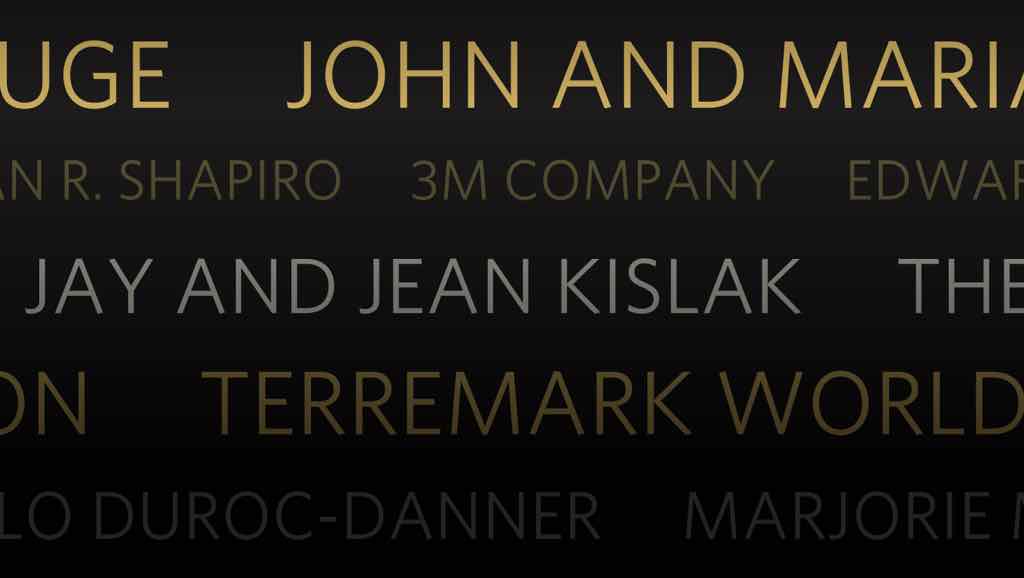 UGE JOHN AND MARIA
AN R. SHAPIRO 3M COMPANY EDWAR
JAY AND JEAN KISLAK THE
ON TERREMARK WORLD
LO DUROC-DANNER MARJORIE M